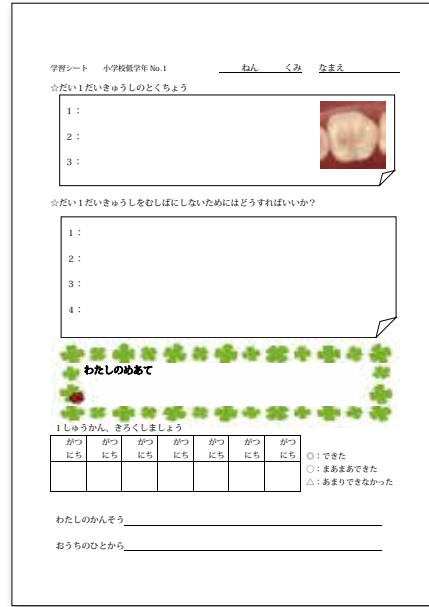 学習シート 小学校低学年 No.1 ねん くみ なまえ
☆だい1だいきゅうしのとくちょう
1：
2：
3：
☆だい1だいきゅうしをむしばにしないためにはどうすればいいか？
1：
2：
3：
4：
わたしのめあて
1しゅうかん、きろくしましょう
がつ がつ がつ がつ がつ がつ がつ
にち にち にち にち にち にち にち
◎：できた
○：まあまあできた
△：あまりできなかった
わたしのかんそう
おうちのひとから